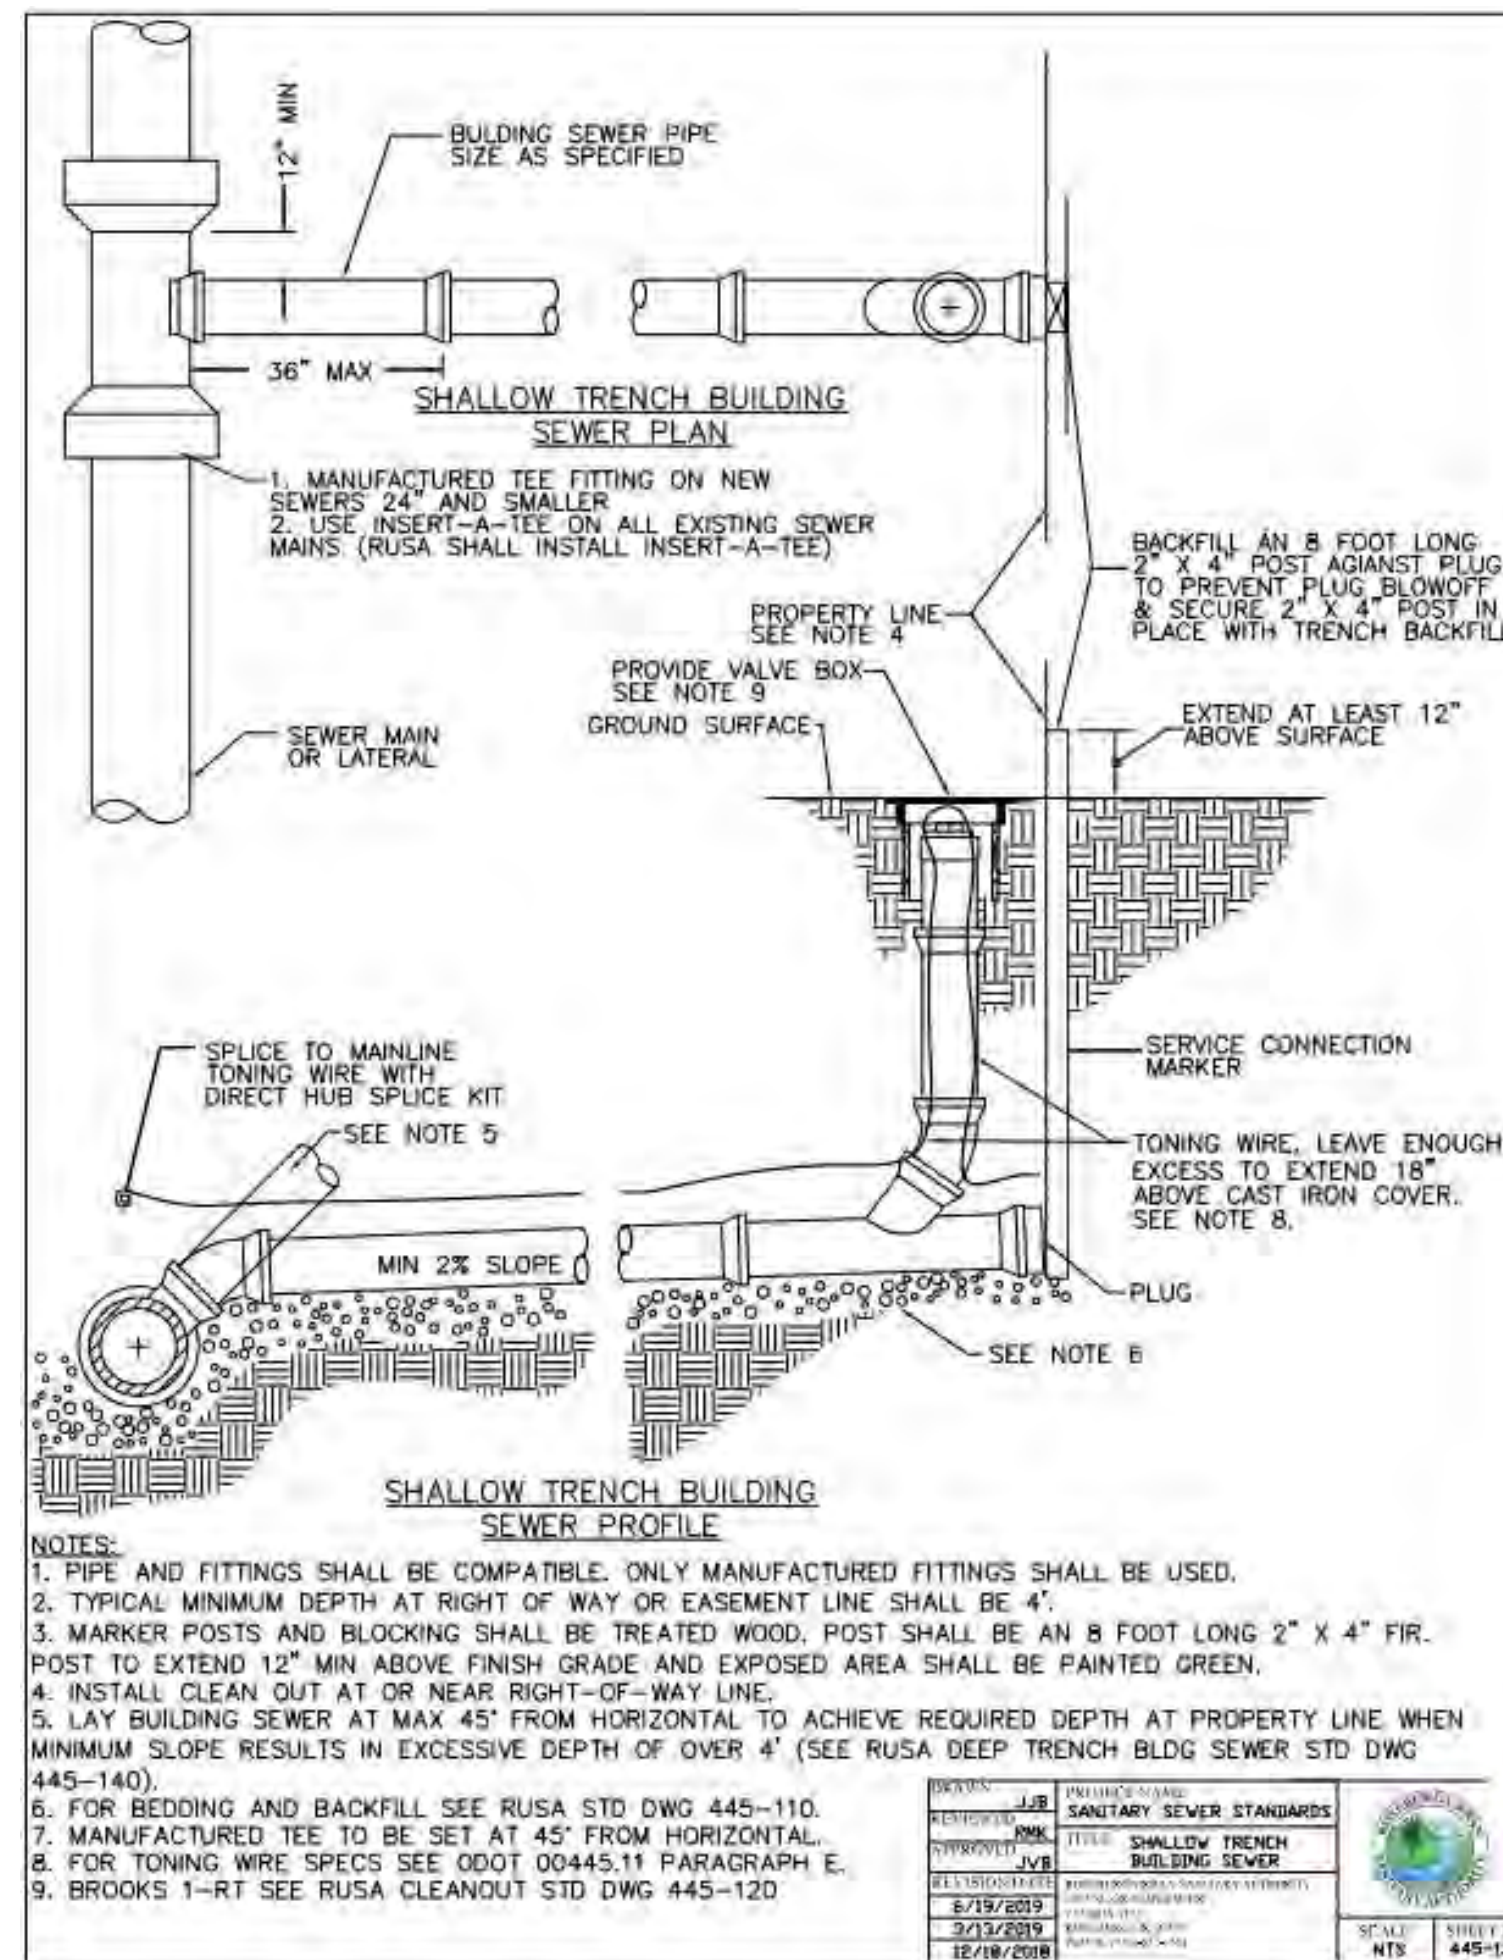 12" MIN
BULDING SEWER PIPE
SIZE AS SPECIFIED
36" MAX
SHALLOW TRENCH BUILDING
SEWER PLAN
1. MANUFACTURED TEE FITTING ON NEW
SEWERS 24" AND SMALLER
2. USE INSERT-A-TEE ON ALL EXISTING SEWER
MAINS (RUSA SHALL INSTALL INSERT-A-TEE)
BACKFILL AN 8 FOOT LONG
2" X 4" POST AGIANST PLUG
TO PREVENT PLUG BLOWOFF
& SECURE 2" X 4" POST IN
PLACE WITH TRENCH BACKFILL
PROPERTY LINE
SEE NOTE 4
PROVIDE VALVE BOX
SEE NOTE 9
GROUND SURFACE
EXTEND AT LEAST 12"
ABOVE SURFACE
SEWER MAIN
OR LATERAL
SPLICE TO MAINLINE
TONING WIRE WITH
DIRECT HUB SPLICE KIT
SEE NOTE 5
SERVICE CONNECTION
MARKER
TONING WIRE, LEAVE ENOUGH
EXCESS TO EXTEND 18"
ABOVE CAST IRON COVER.
SEE NOTE 8.
MIN 2% SLOPE
PLUG
SEE NOTE 6
SHALLOW TRENCH BUILDING
SEWER PROFILE
NOTES:
1. PIPE AND FITTINGS SHALL BE COMPATIBLE. ONLY MANUFACTURED FITTINGS SHALL BE USED.
2. TYPICAL MINIMUM DEPTH AT RIGHT OF WAY OR EASEMENT LINE SHALL BE 4'.
3. MARKER POSTS AND BLOCKING SHALL BE TREATED WOOD. POST SHALL BE AN 8 FOOT LONG 2" X 4" FIR.
POST TO EXTEND 12" MIN ABOVE FINISH GRADE AND EXPOSED AREA SHALL BE PAINTED GREEN.
4. INSTALL CLEAN OUT AT OR NEAR RIGHT-OF-WAY LINE.
5. LAY BUILDING SEWER AT MAX 45° FROM HORIZONTAL TO ACHIEVE REQUIRED DEPTH AT PROPERTY LINE WHEN
MINIMUM SLOPE RESULTS IN EXCESSIVE DEPTH OF OVER 4' (SEE RUSA DEEP TRENCH BLDG SEWER STD DWG
445-140).
6. FOR BEDDING AND BACKFILL SEE RUSA STD DWG 445-110.
7. MANUFACTURED TEE TO BE SET AT 45° FROM HORIZONTAL.
8. FOR TONING WIRE SPECS SEE ODOT 00445.11 PARAGRAPH E.
9. BROOKS 1-RT SEE RUSA CLEANOUT STD DWG 445-120
DRAWN
JJB
REVIEWED
RMK
APPROVED
JVB
REVISION DATE
6/19/2019
3/13/2019
12/18/2018
PROJECT NAME
SANITARY SEWER STANDARDS
TITLE
SHALLOW TRENCH
BUILDING SEWER
SCALE
NTS
SHEET
445-1